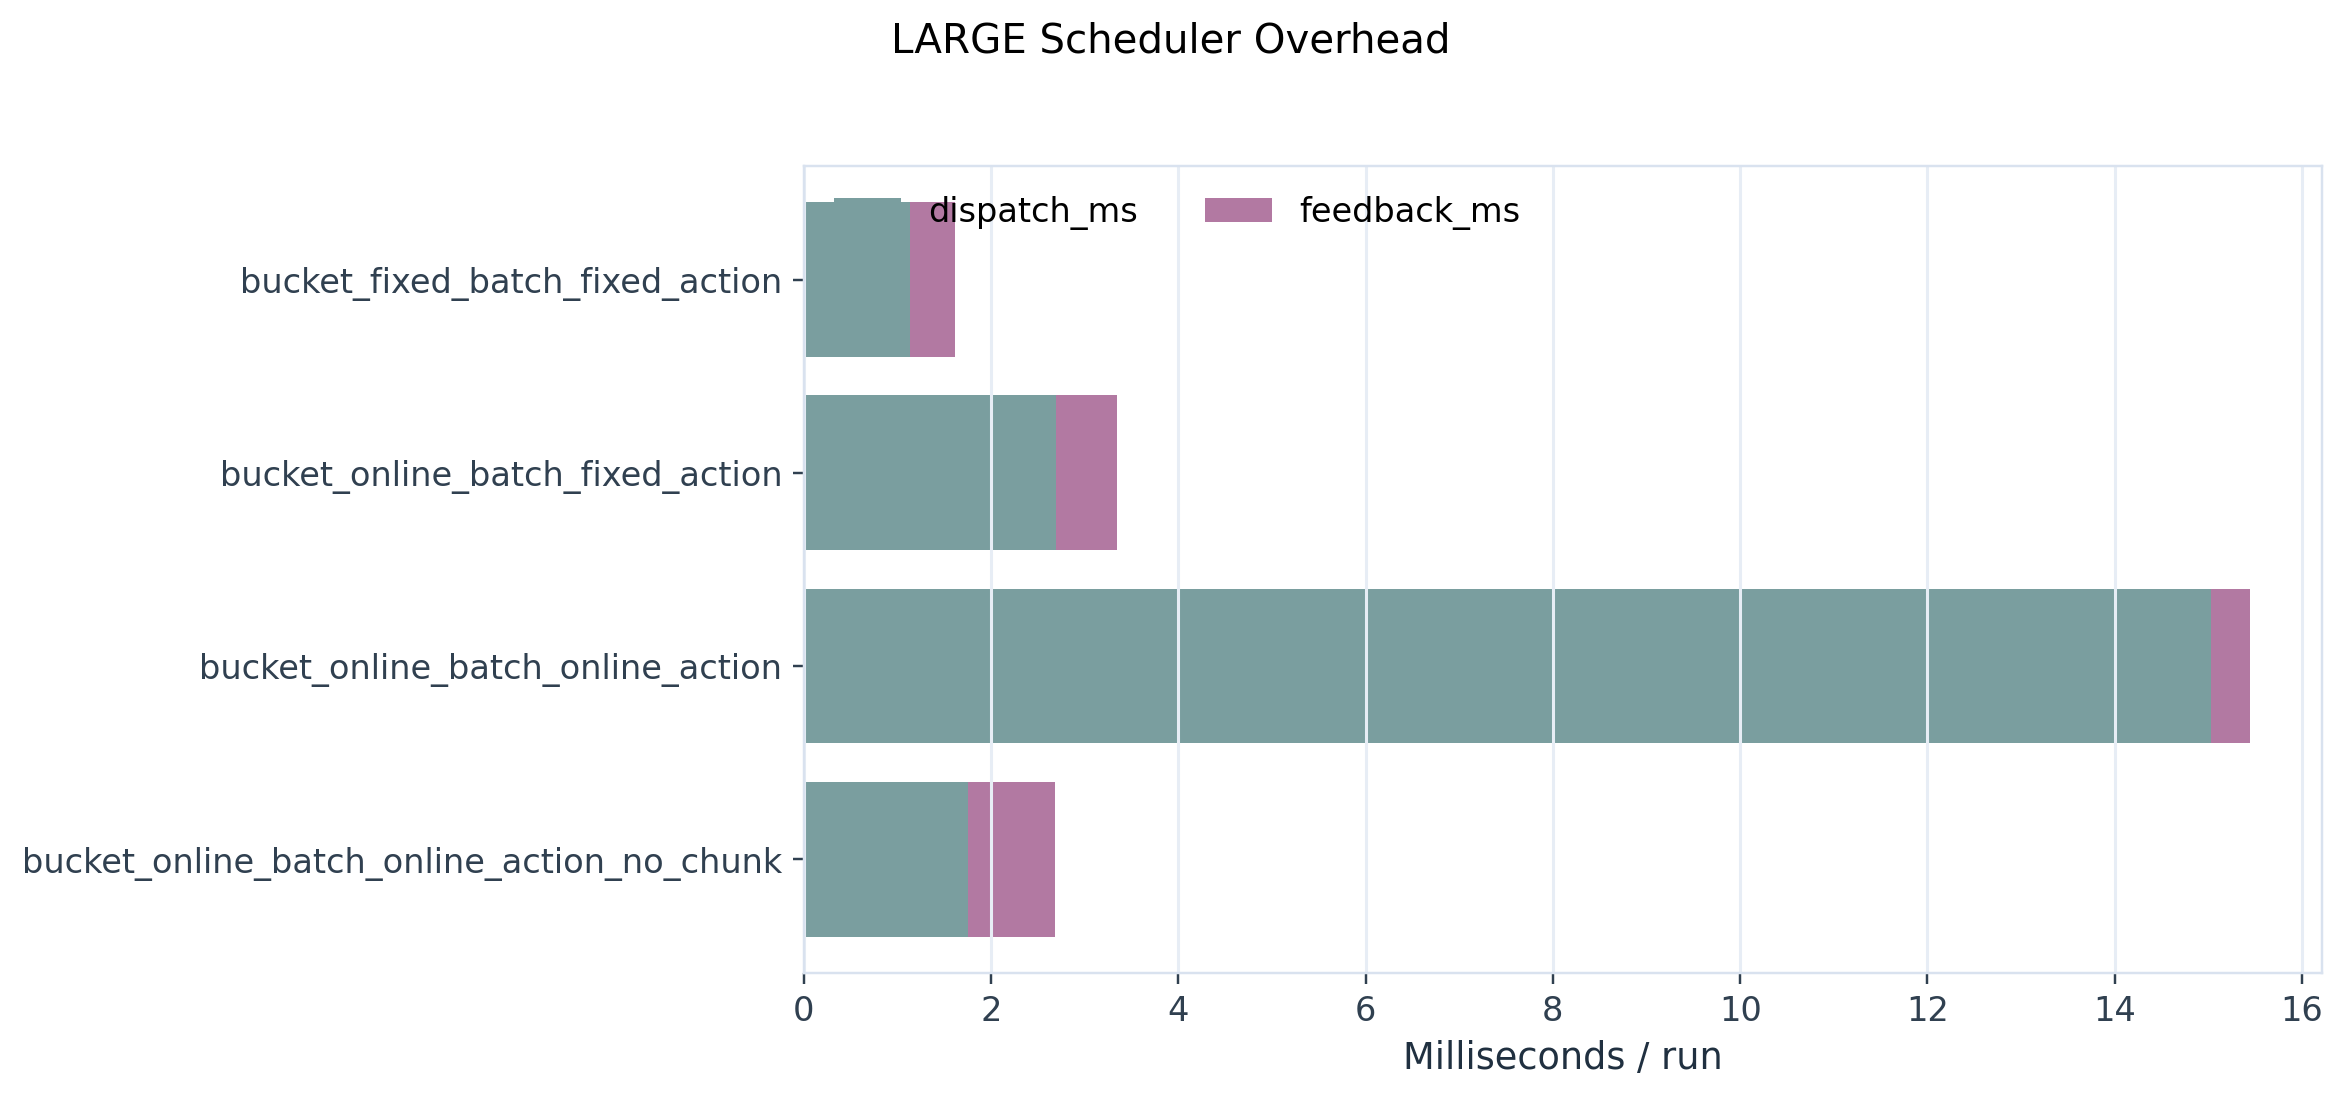 LARGE Scheduler Overhead
dispatch_ms
feedback_ms
bucket_fixed_batch_fixed_action
bucket_online_batch_fixed_action
bucket_online_batch_online_action
bucket_online_batch_online_action_no_chunk
0 2 4 6 8 10 12 14 16
Milliseconds / run